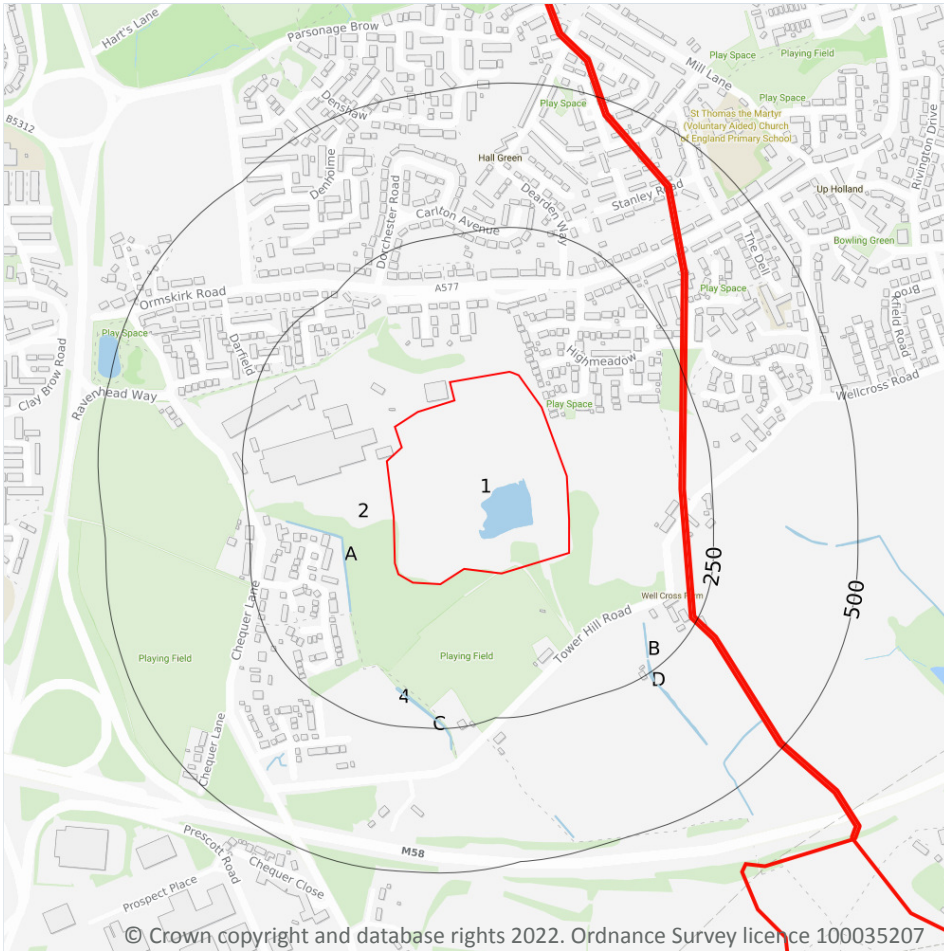 Hart's Lane
Parsonage Brow
Mill Lane
Play Space
Playing Field
B5312
Denshaw
Play Space
Play Space
St Thomas the Martyr
(Voluntary Aided) Church
of England Primary School
Rivington Drive
Denholme
Hall Green
Dearden Way
Stanley Road
Up Holland
Dorchester Road
Carlton Avenue
The Dell
Bowling Green
Ormskirk Road
A577
Play Space
Play Space
Darfield
Highmeadow
Clay Brow Road
Ravenhead Way
Wellcross Road
Play Space
1
2
A
250
500
Well Cross Farm
Chequer Lane
Tower Hill Road
Playing Field
Playing Field
B
D
4
C
Chequer Lane
Prescott Road
M58
Chequer Close
Prospect Place
© Crown copyright and database rights 2022. Ordnance Survey licence 100035207